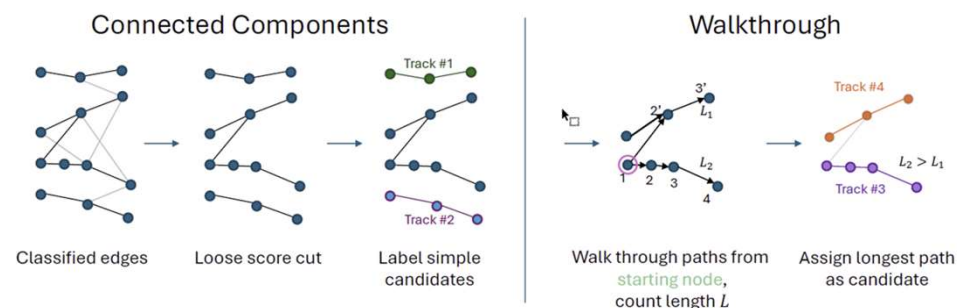 Connected Components
Walkthrough
Track #1
Track #2
Classified edges
Loose score cut
Label simple
candidates
3'
2'
L₁
1
2
3
L₂
4
Walk through paths from
starting node,
count length L
Track #4
L₂ > L₁
Track #3
Assign longest path
as candidate